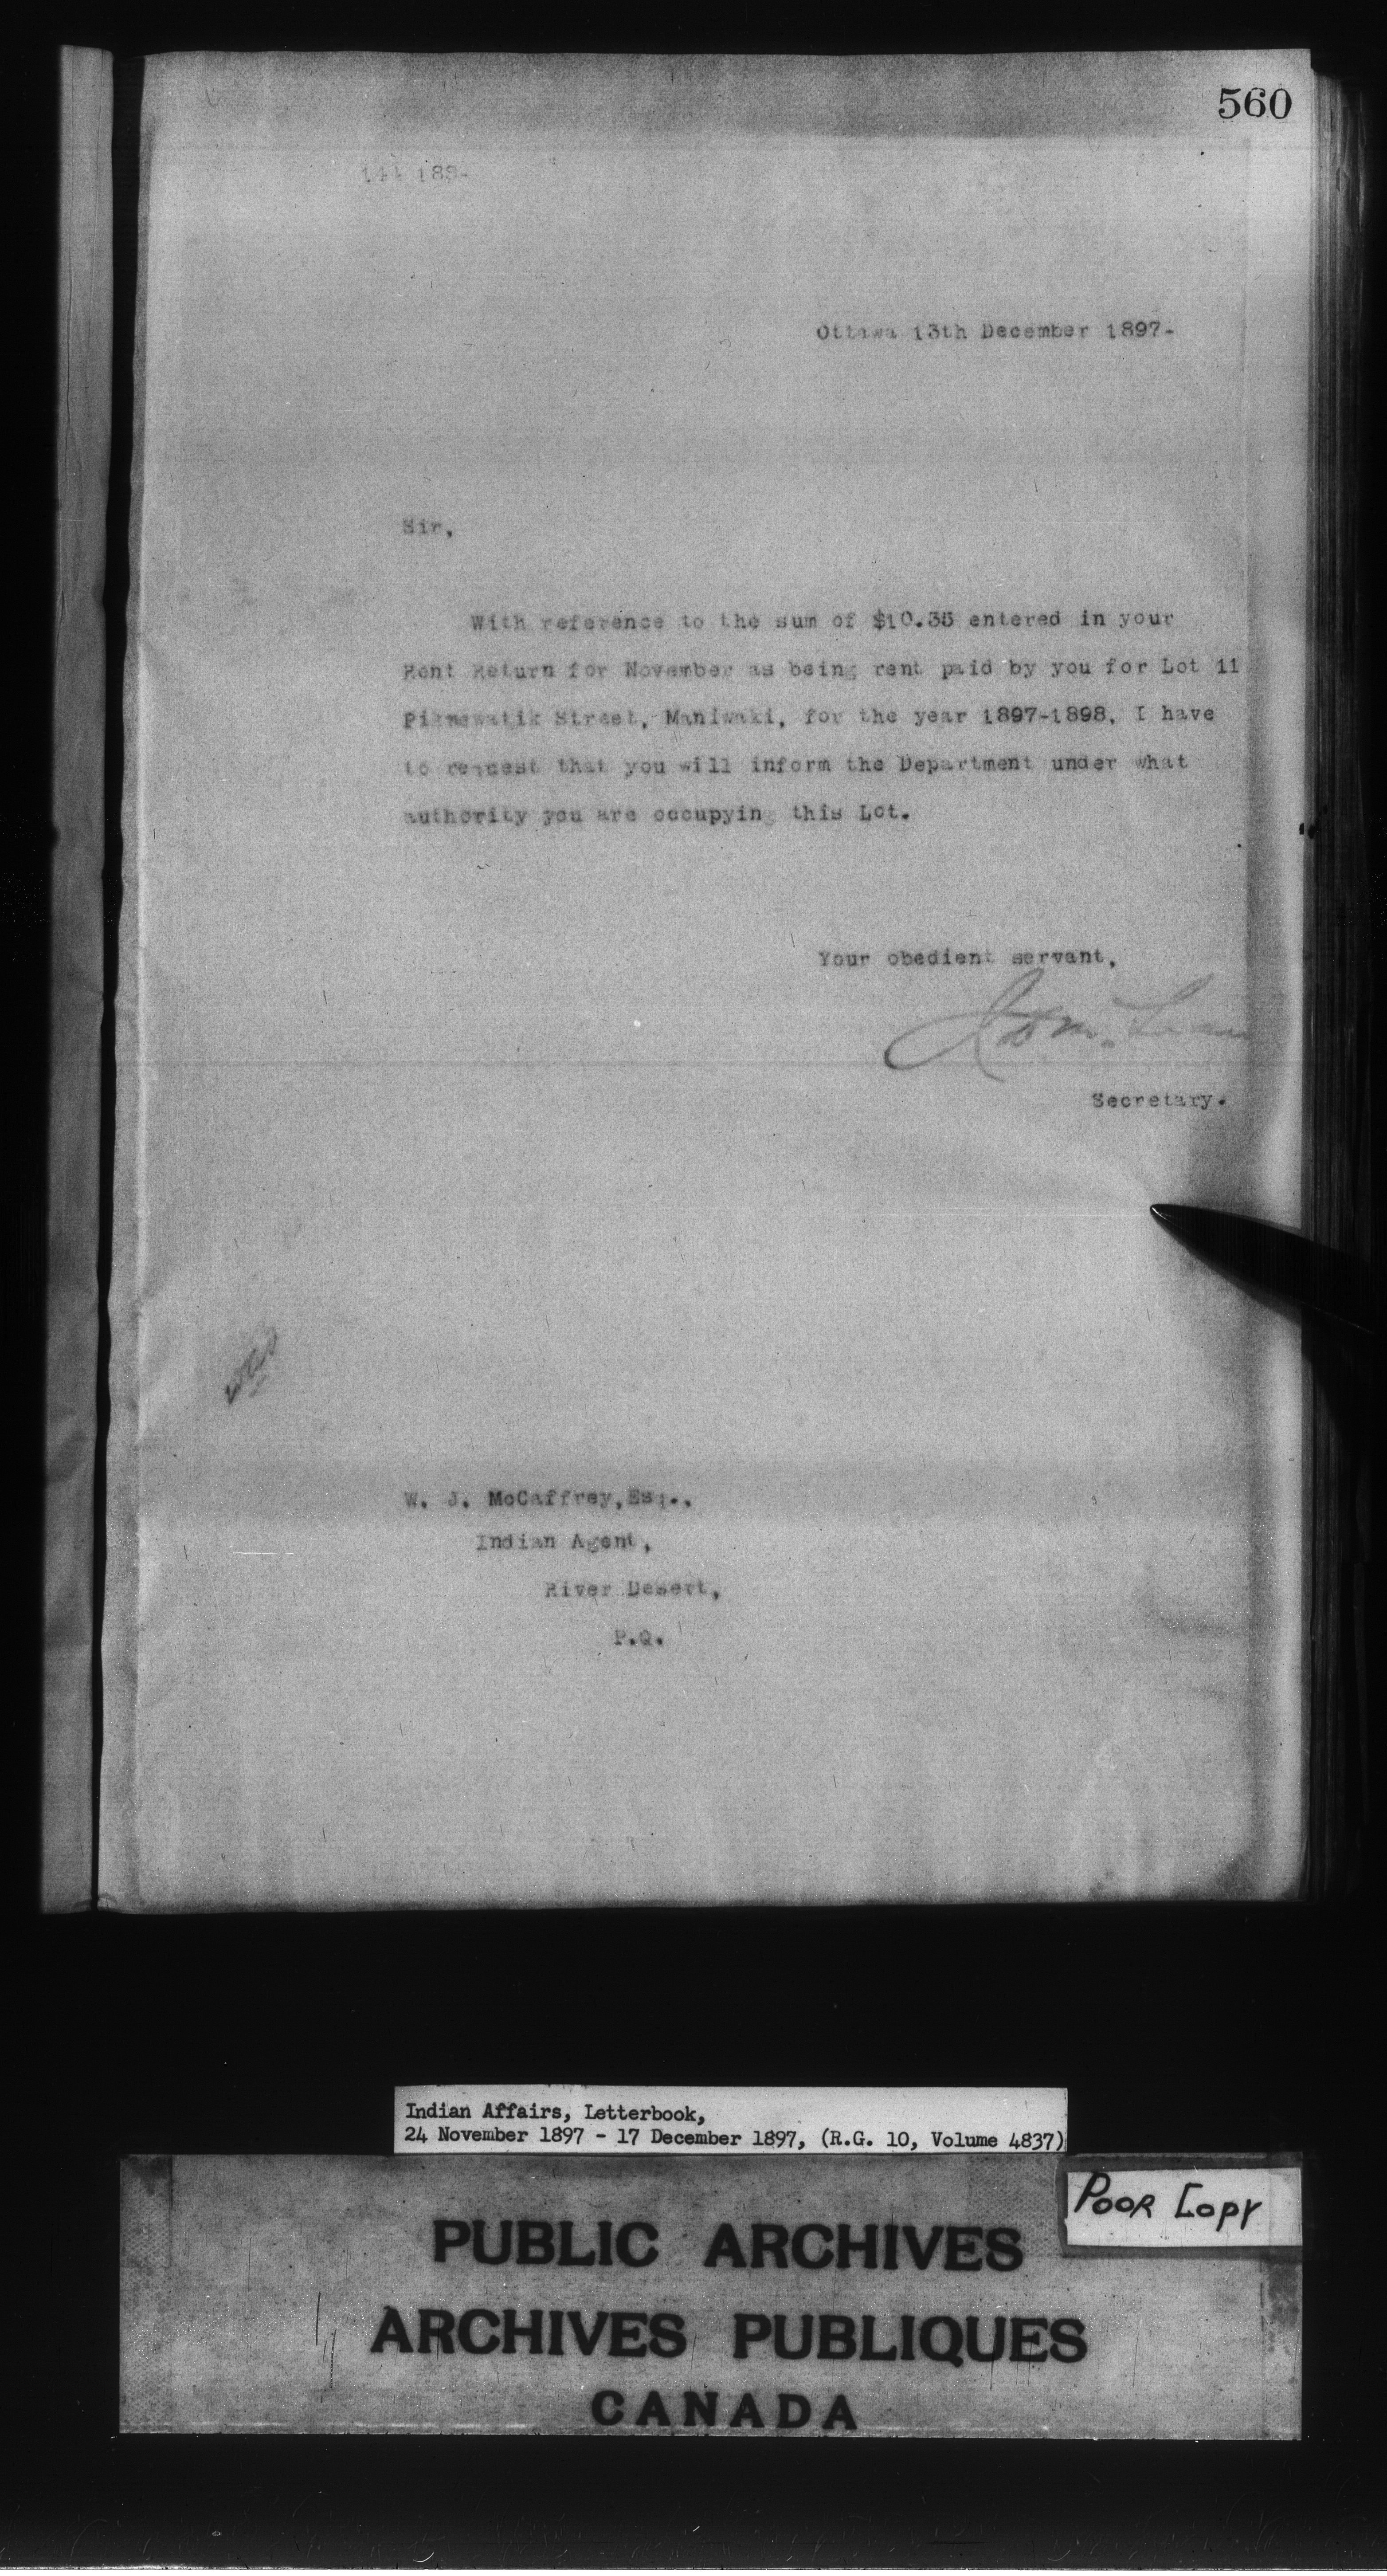 560
Ottawa 13th December 1897-
Sir,
With reference to the sum of $10.35 entered in your
Rent Return for November as being rent paid by you for Lot 11
Street, Maniwaki, for the year 1897-1898, I have
to request that you will inform the Department under what
authority you are occupying this Lot.
Your obedient servant,
Secretary.
W. J. McCaffrey, Esq.,
Indian Agent,
River Desert,
P.Q.
Indian Affairs, Letterbook,
24 November 1897 - 17 December 1897, (R.G. 10, Volume 4837)
Poor Copy
PUBLIC ARCHIVES
ARCHIVES PUBLIQUES
CANADA